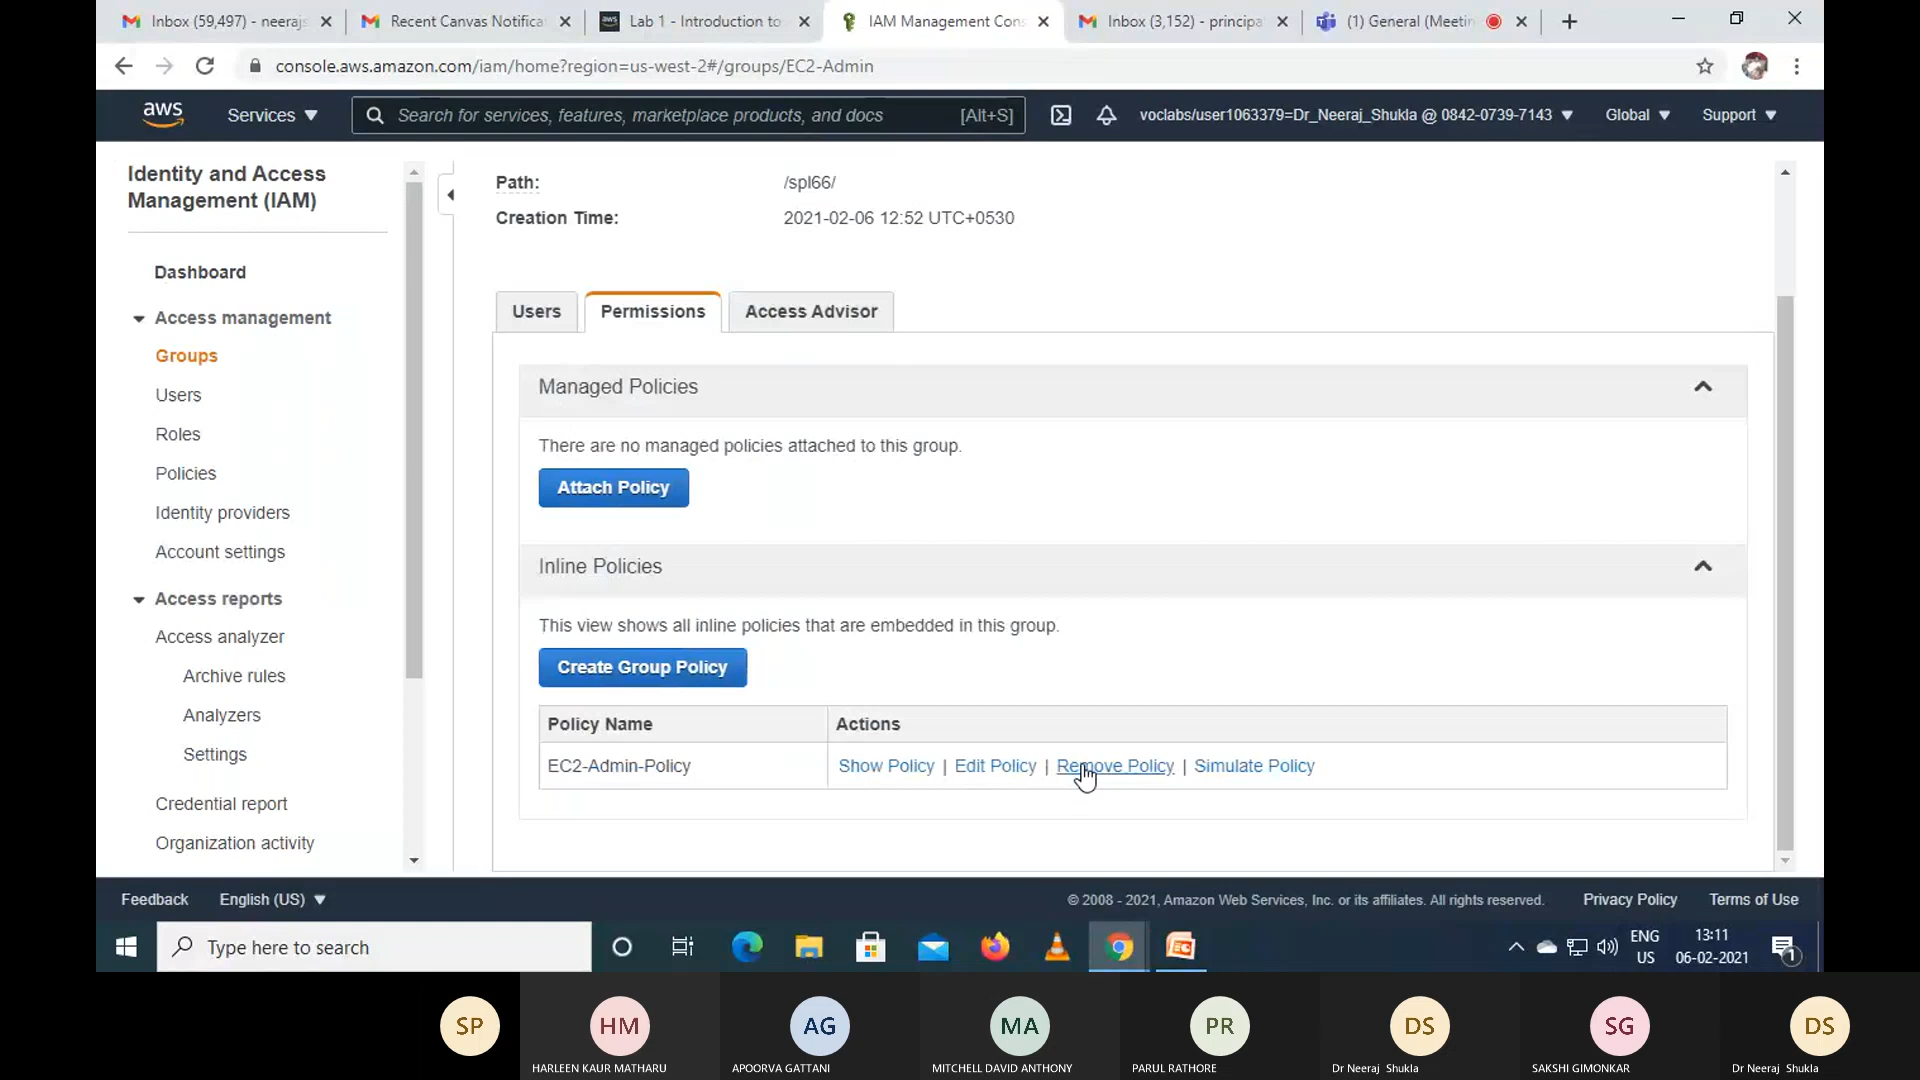 Inbox (59,497) - neerajs
Recent Canvas Notifica
Lab 1 - Introduction to
IAM Management Cons
Inbox (3,152) - principa
(1) General (Meetin
console.aws.amazon.com/iam/home?region=us-west-2#/groups/EC2-Admin
aws
Services
Search for services, features, marketplace products, and docs
[Alt+S]
voclabs/user1063379=Dr_Neeraj_Shukla @ 0842-0739-7143
Global
Support
Identity and Access
Management (IAM)
Dashboard
Access management
Groups
Users
Roles
Policies
Identity providers
Account settings
Access reports
Access analyzer
Archive rules
Analyzers
Settings
Credential report
Organization activity
Path: /spl66/
Creation Time: 2021-02-06 12:52 UTC+0530
Users
Permissions
Access Advisor
Managed Policies
There are no managed policies attached to this group.
Attach Policy
Inline Policies
This view shows all inline policies that are embedded in this group.
Create Group Policy
Policy Name Actions
EC2-Admin-Policy Show Policy | Edit Policy | Remove Policy | Simulate Policy
Feedback
English (US)
© 2008 - 2021, Amazon Web Services, Inc. or its affiliates. All rights reserved.
Privacy Policy
Terms of Use
Type here to search
ENG
US
13:11
06-02-2021
1
SP
HM
AG
MA
PR
DS
SG
DS
HARLEEN KAUR MATHARU
APOORVA GATTANI
MITCHELL DAVID ANTHONY
PARUL RATHORE
Dr Neeraj Shukla
SAKSHI GIMONKAR
Dr Neeraj Shukla